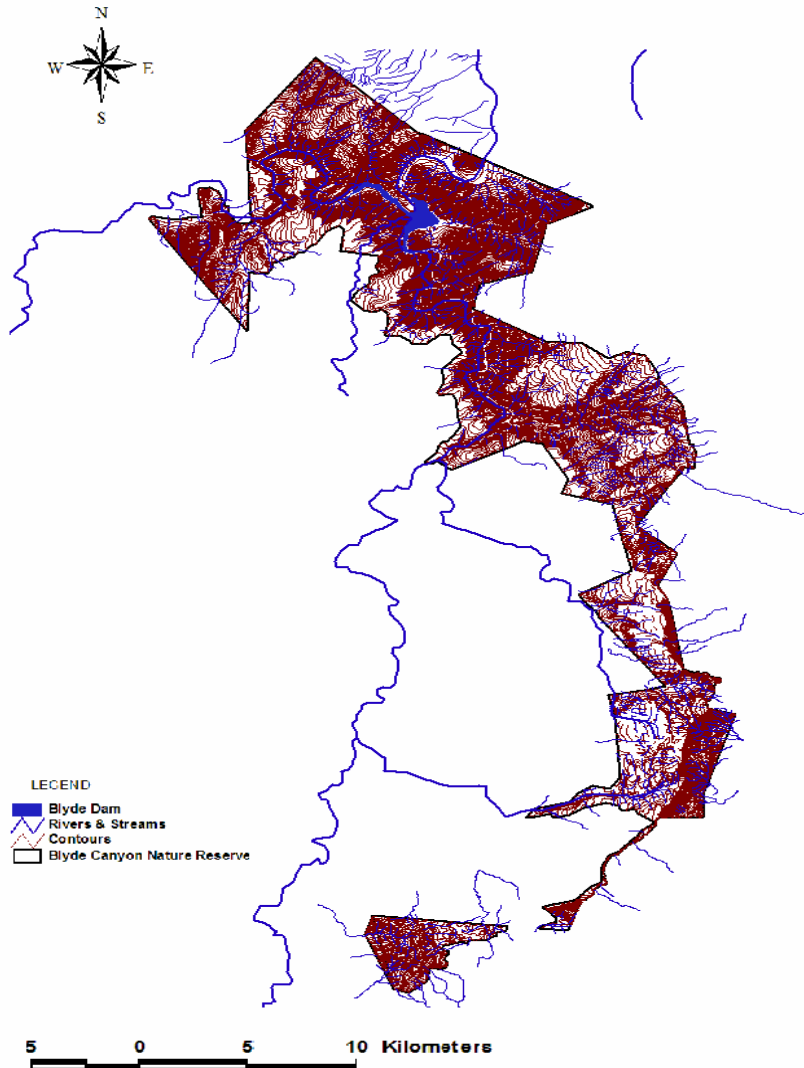 N
W E
S
LEGEND
Blyde Dam
Rivers & Streams
Contours
Blyde Canyon Nature Reserve
5 0 5 10 Kilometers